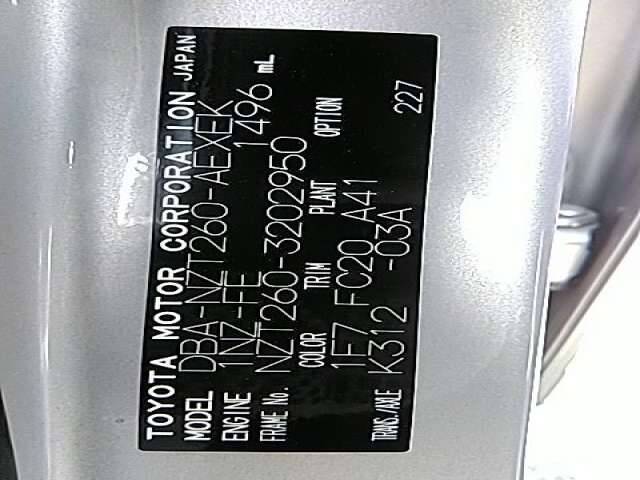 TOYOTA MOTOR CORPORATION JAPAN
MODEL DBA-NZT260-AEXEK
ENGINE 1NZ-FE 1496 mL
FRAME No. NZT260-3202950
COLOR TRIM PLANT OPTION
1F7 FC20 A41
TRANS./AXLE K312 -03A 227